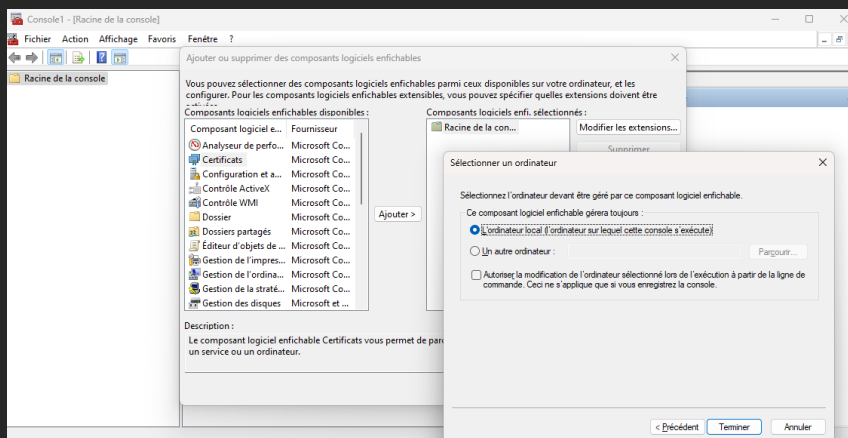 Console1 - [Racine de la console]
Fichier Action Affichage Favoris Fenêtre ?
Racine de la console
Ajouter ou supprimer des composants logiciels enfichables
Vous pouvez sélectionner des composants logiciels enfichables parmi ceux disponibles sur votre ordinateur, et les
configurer. Pour les composants logiciels enfichables extensibles, vous pouvez spécifier quelles extensions doivent être
Composants logiciels enfichables disponibles :
Composant logiciel e... Fournisseur
Analyseur de perfo... Microsoft Co...
Certificats Microsoft Co...
Configuration et a... Microsoft Co...
Contrôle ActiveX Microsoft Co...
Contrôle WMI Microsoft Co...
Dossier Microsoft Co...
Dossiers partagés Microsoft Co...
Éditeur d'objets de ... Microsoft Co...
Gestion de l'impres... Microsoft Co...
Gestion de l'ordina... Microsoft Co...
Gestion de la straté... Microsoft Co...
Gestion des disques Microsoft et ...
Ajouter >
Composants logiciels enfi. sélectionnés :
Racine de la con...
Modifier les extensions...
Supprimer
Description :
Le composant logiciel enfichable Certificats vous permet de parc
un service ou un ordinateur.
Sélectionner un ordinateur
Sélectionnez l'ordinateur devant être géré par ce composant logiciel enfichable.
Ce composant logiciel enfichable gérera toujours :
L'ordinateur local (l'ordinateur sur lequel cette console s'exécute)
Un autre ordinateur :
Parcourir...
Autoriser la modification de l'ordinateur sélectionné lors de l'exécution à partir de la ligne de
commande. Ceci ne s'applique que si vous enregistrez la console.
< Précédent
Terminer
Annuler